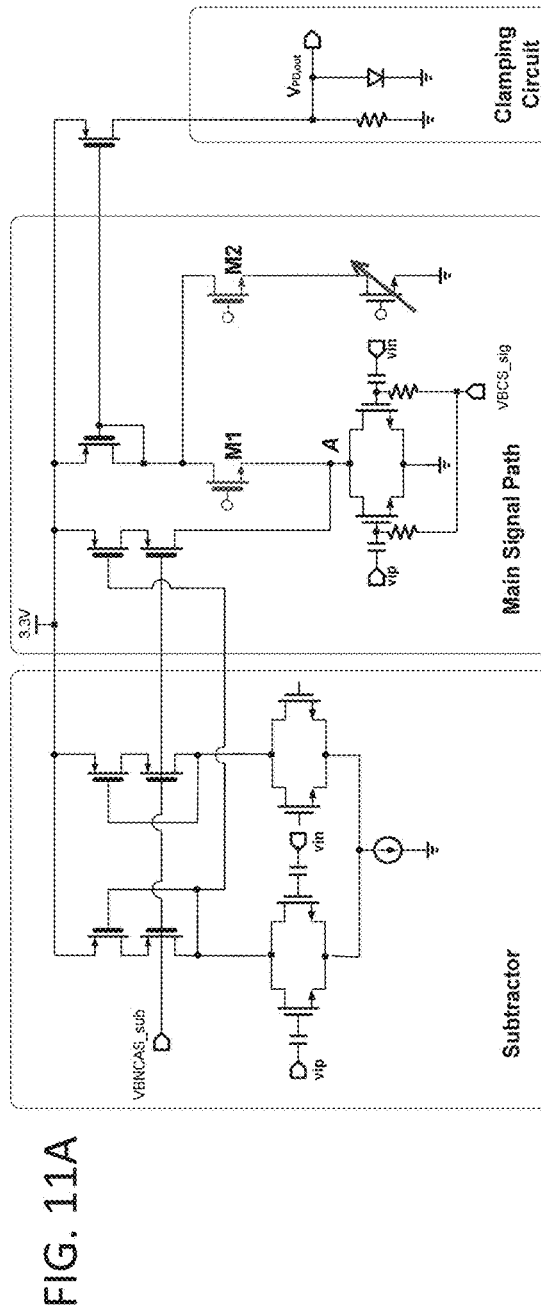 FIG. 11A
3.3V
VBNCAS_sub
vip
vin
Subtractor
M1
M2
A
vip
vin
VBCS_sig
Main Signal Path
VPD,out
Clamping
Circuit